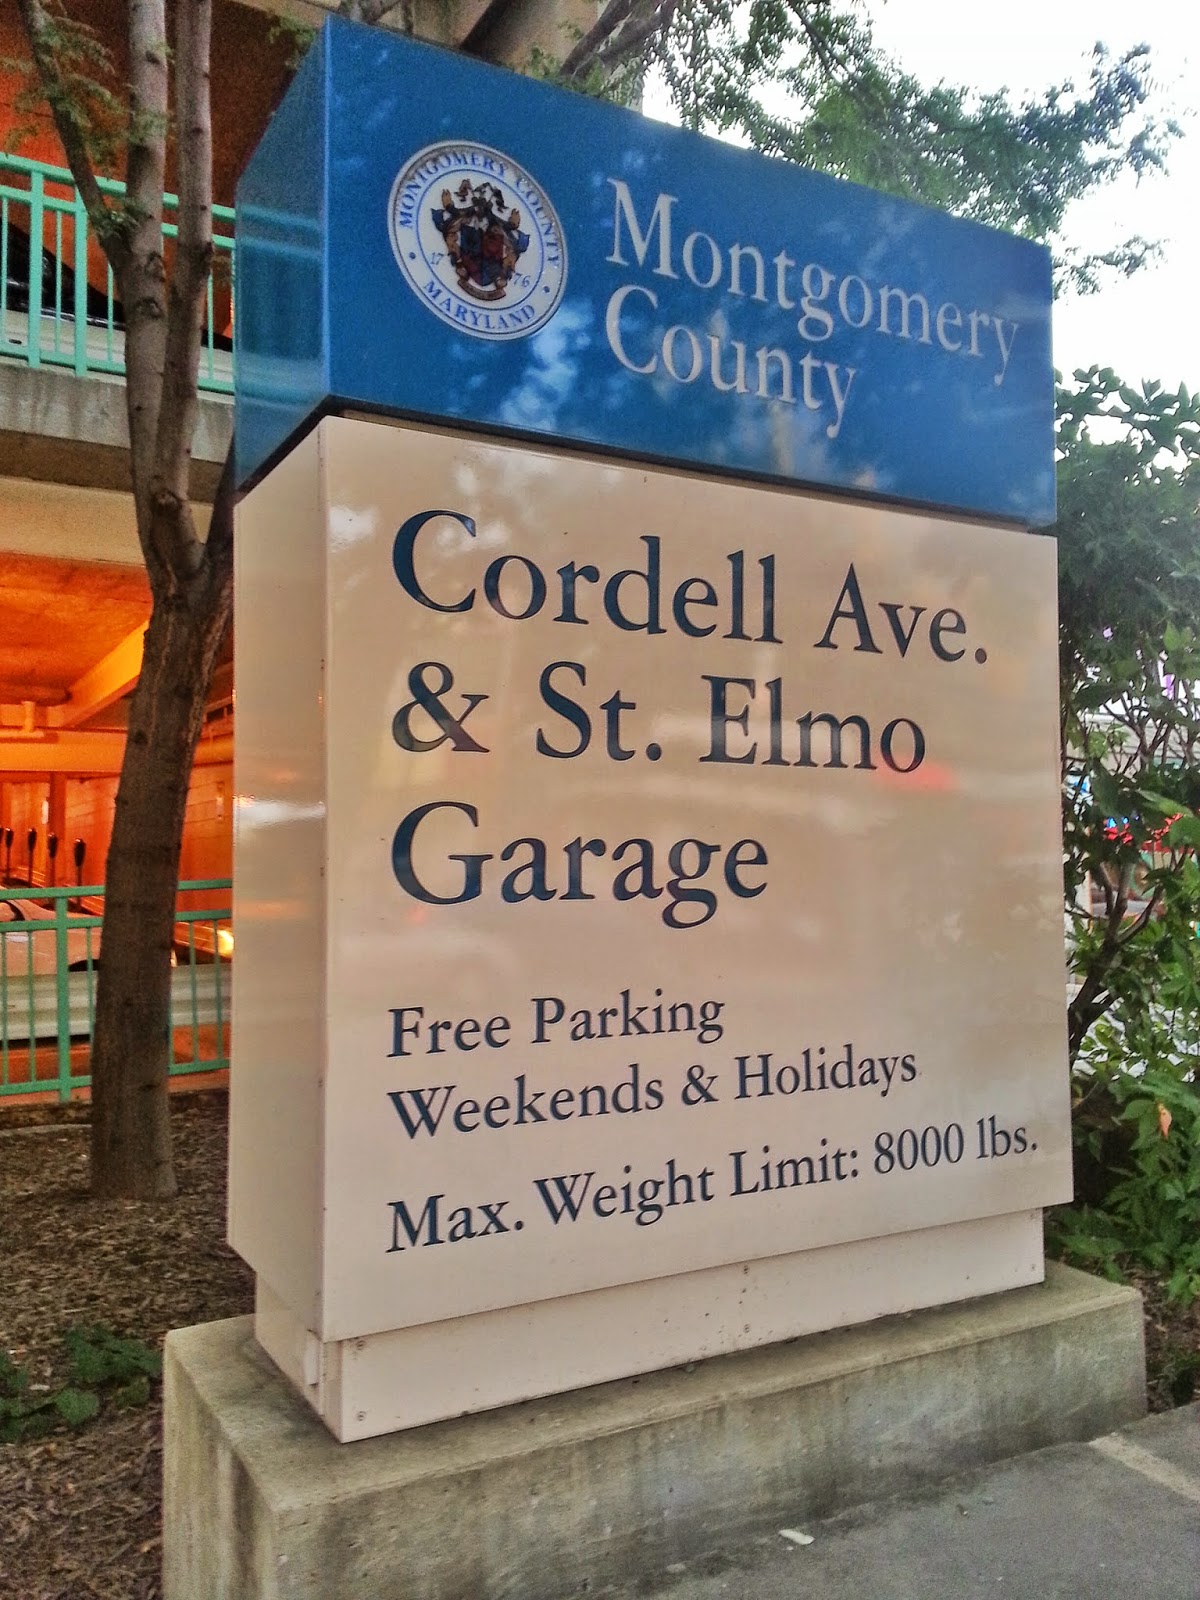 MONTGOMERY COUNTY
17 76
MARYLAND
Montgomery
County
Cordell Ave.
& St. Elmo
Garage
Free Parking
Weekends & Holidays
Max. Weight Limit: 8000 lbs.